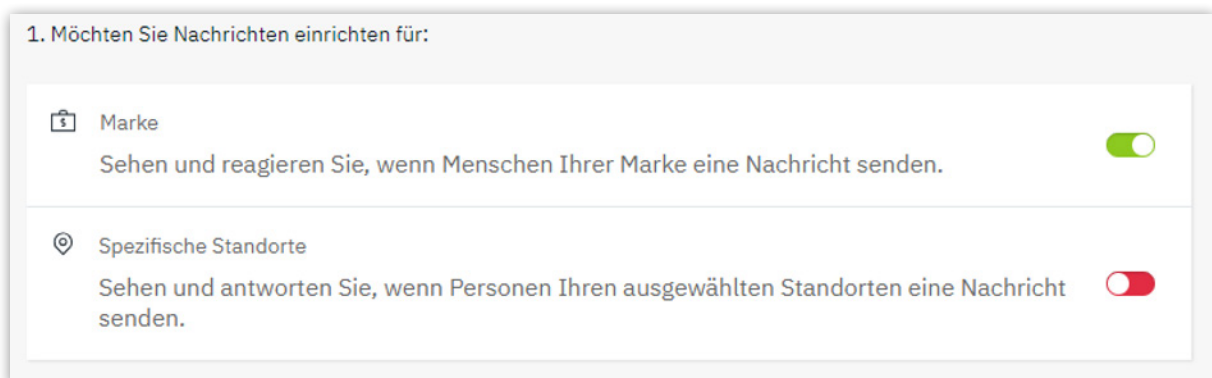 1. Möchten Sie Nachrichten einrichten für:
Marke
Sehen und reagieren Sie, wenn Menschen Ihrer Marke eine Nachricht senden.
Spezifische Standorte
Sehen und antworten Sie, wenn Personen Ihren ausgewählten Standorten eine Nachricht
senden.